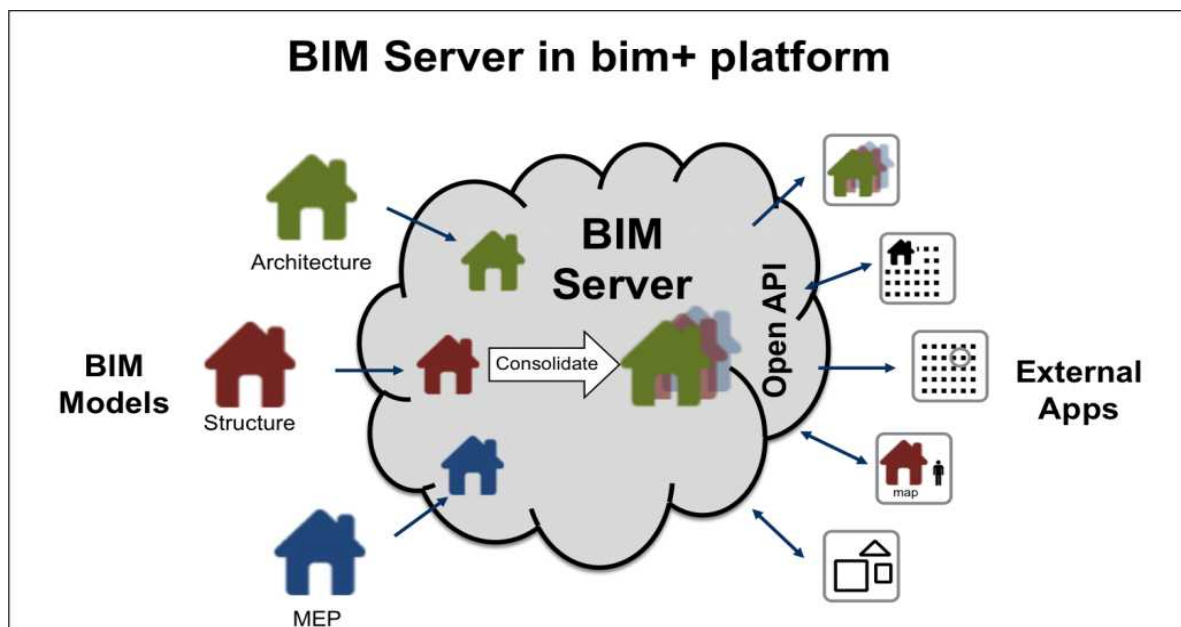 BIM Server in bim+ platform
Architecture
BIM
Server
Open API
BIM
Models
Structure
Consolidate
External
Apps
map
MEP